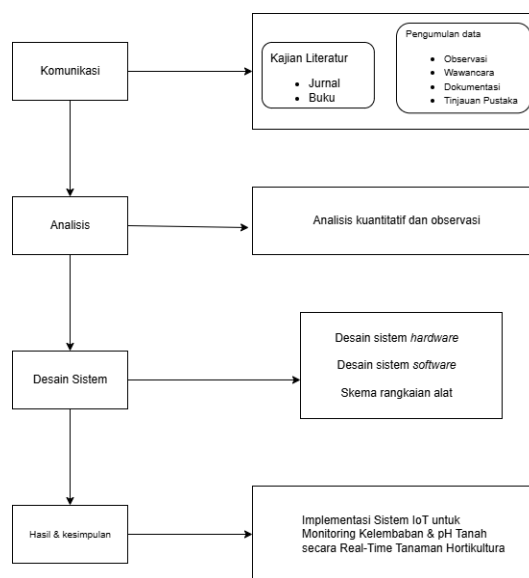 Komunikasi
Kajian Literatur
Jurnal
Buku
Pengumulan data
Observasi
Wawancara
Dokumentasi
Tinjauan Pustaka
Analisis
Analisis kuantitatif dan observasi
Desain Sistem
Desain sistem hardware
Desain sistem software
Skema rangkaian alat
Hasil & kesimpulan
Implementasi Sistem IoT untuk
Monitoring Kelembaban & pH Tanah
secara Real-Time Tanaman Hortikultura